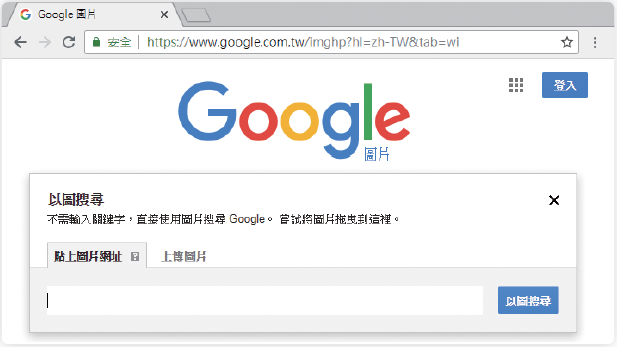 Google 圖片
安全 | https://www.google.com.tw/imghp?hl=zh-TW&tab=wi
登入
Google
圖片
以圖搜尋
不需輸入關鍵字，直接使用圖片搜尋 Google。 嘗試將圖片拖曳到這裡。
貼上圖片網址 ? 上傳圖片
以圖搜尋